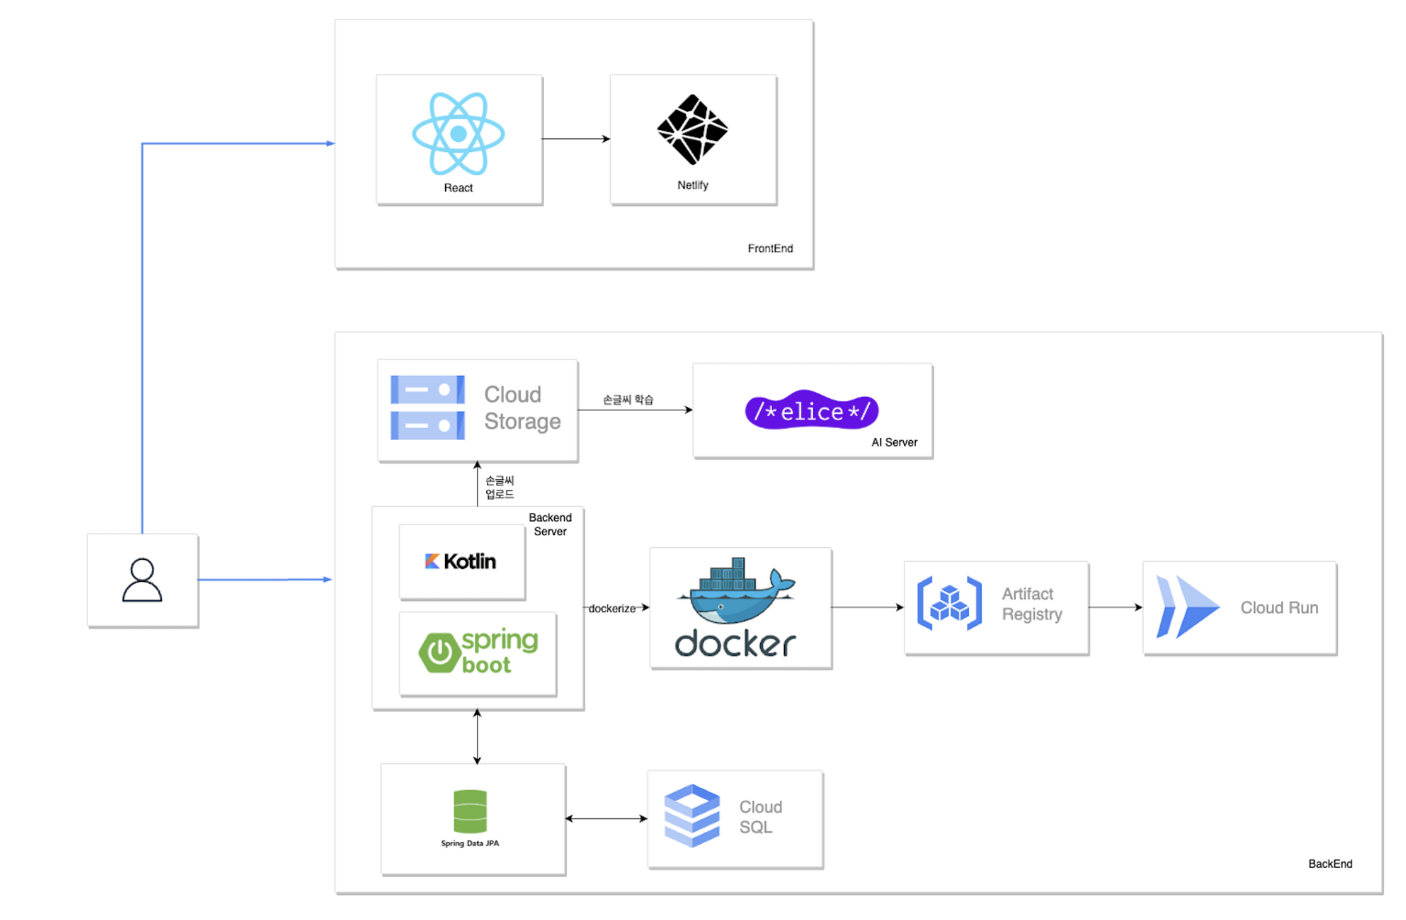 React
Netlify
FrontEnd
Cloud
Storage
손글씨 학습
/*elice*/
AI Server
손글씨
업로드
Backend
Server
Kotlin
spring
boot
dockerize
docker
Artifact
Registry
Cloud Run
Spring Data JPA
Cloud
SQL
BackEnd